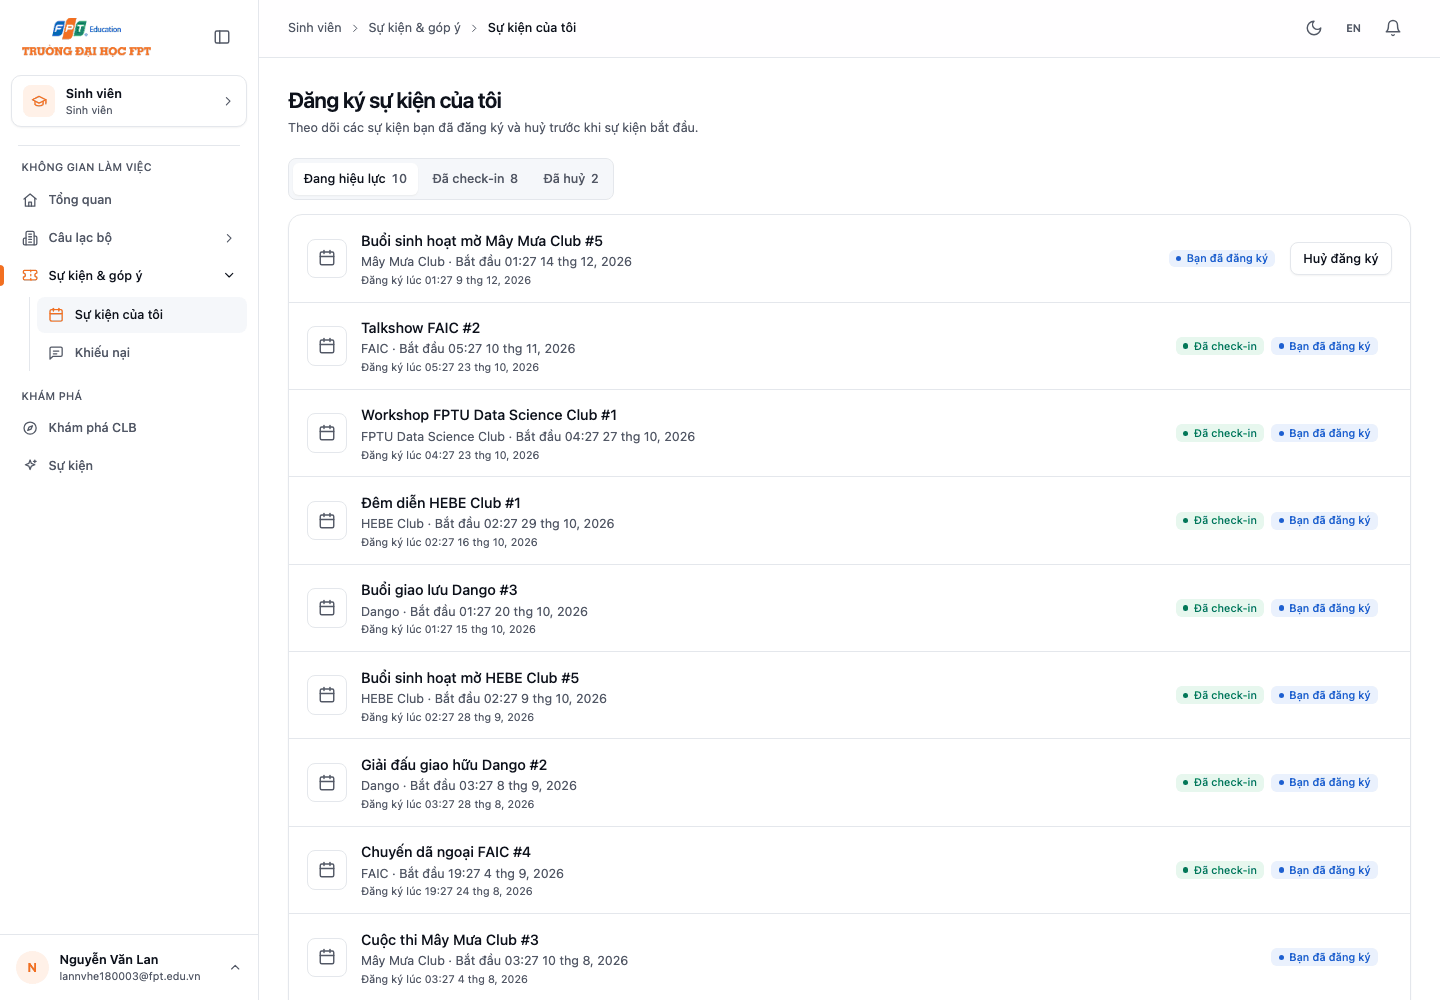 FPT Education
TRƯỜNG ĐẠI HỌC FPT
Sinh viên
Sinh viên
KHÔNG GIAN LÀM VIỆC
Tổng quan
Câu lạc bộ
Sự kiện & góp ý
Sự kiện của tôi
Khiếu nại
KHÁM PHÁ
Khám phá CLB
Sự kiện
N
Nguyễn Văn Lan
lannvhe180003@fpt.edu.vn
Sinh viên > Sự kiện & góp ý > Sự kiện của tôi
EN
Đăng ký sự kiện của tôi
Theo dõi các sự kiện bạn đã đăng ký và huỷ trước khi sự kiện bắt đầu.
Đang hiệu lực 10 Đã check-in 8 Đã huỷ 2
Buổi sinh hoạt mở Mây Mưa Club #5
Mây Mưa Club · Bắt đầu 01:27 14 thg 12, 2026
Đăng ký lúc 01:27 9 thg 12, 2026
Bạn đã đăng ký
Huỷ đăng ký
Talkshow FAIC #2
FAIC · Bắt đầu 05:27 10 thg 11, 2026
Đăng ký lúc 05:27 23 thg 10, 2026
Đã check-in Bạn đã đăng ký
Workshop FPTU Data Science Club #1
FPTU Data Science Club · Bắt đầu 04:27 27 thg 10, 2026
Đăng ký lúc 04:27 23 thg 10, 2026
Đã check-in Bạn đã đăng ký
Đêm diễn HEBE Club #1
HEBE Club · Bắt đầu 02:27 29 thg 10, 2026
Đăng ký lúc 02:27 16 thg 10, 2026
Đã check-in Bạn đã đăng ký
Buổi giao lưu Dango #3
Dango · Bắt đầu 01:27 20 thg 10, 2026
Đăng ký lúc 01:27 15 thg 10, 2026
Đã check-in Bạn đã đăng ký
Buổi sinh hoạt mở HEBE Club #5
HEBE Club · Bắt đầu 02:27 9 thg 10, 2026
Đăng ký lúc 02:27 28 thg 9, 2026
Đã check-in Bạn đã đăng ký
Giải đấu giao hữu Dango #2
Dango · Bắt đầu 03:27 8 thg 9, 2026
Đăng ký lúc 03:27 28 thg 8, 2026
Đã check-in Bạn đã đăng ký
Chuyến dã ngoại FAIC #4
FAIC · Bắt đầu 19:27 4 thg 9, 2026
Đăng ký lúc 19:27 24 thg 8, 2026
Đã check-in Bạn đã đăng ký
Cuộc thi Mây Mưa Club #3
Mây Mưa Club · Bắt đầu 03:27 10 thg 8, 2026
Đăng ký lúc 03:27 4 thg 8, 2026
Bạn đã đăng ký